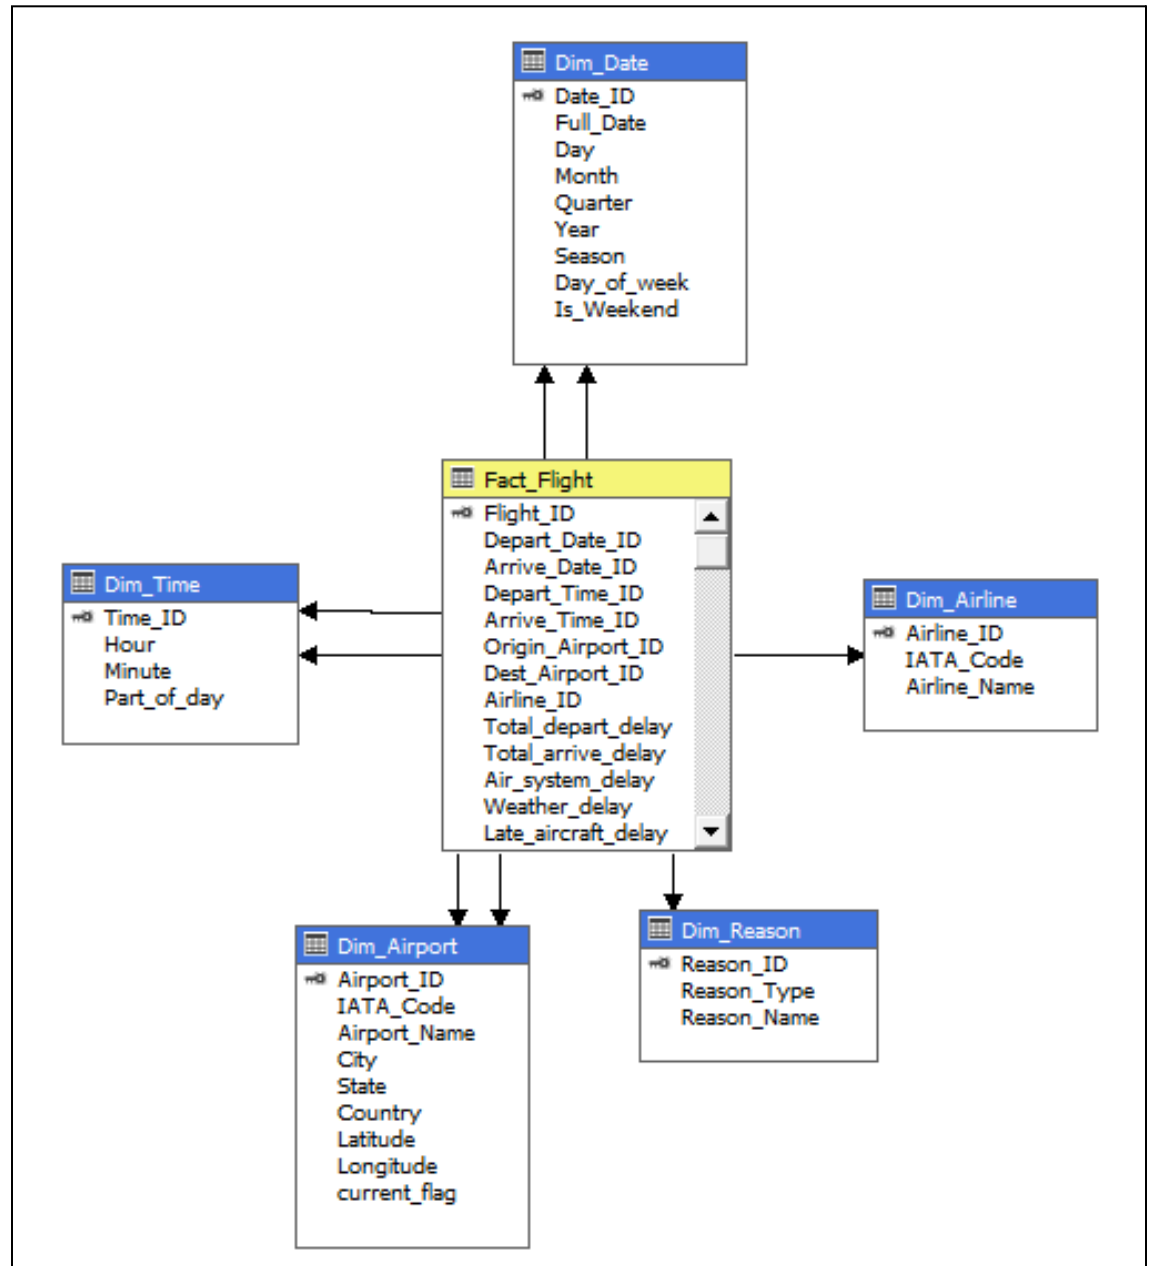 Dim_Date
Date_ID
Full_Date
Day
Month
Quarter
Year
Season
Day_of_week
Is_Weekend
Fact_Flight
Flight_ID
Depart_Date_ID
Arrive_Date_ID
Depart_Time_ID
Arrive_Time_ID
Origin_Airport_ID
Dest_Airport_ID
Airline_ID
Total_depart_delay
Total_arrive_delay
Air_system_delay
Weather_delay
Late_aircraft_delay
Dim_Time
Time_ID
Hour
Minute
Part_of_day
Dim_Airline
Airline_ID
IATA_Code
Airline_Name
Dim_Airport
Airport_ID
IATA_Code
Airport_Name
City
State
Country
Latitude
Longitude
current_flag
Dim_Reason
Reason_ID
Reason_Type
Reason_Name